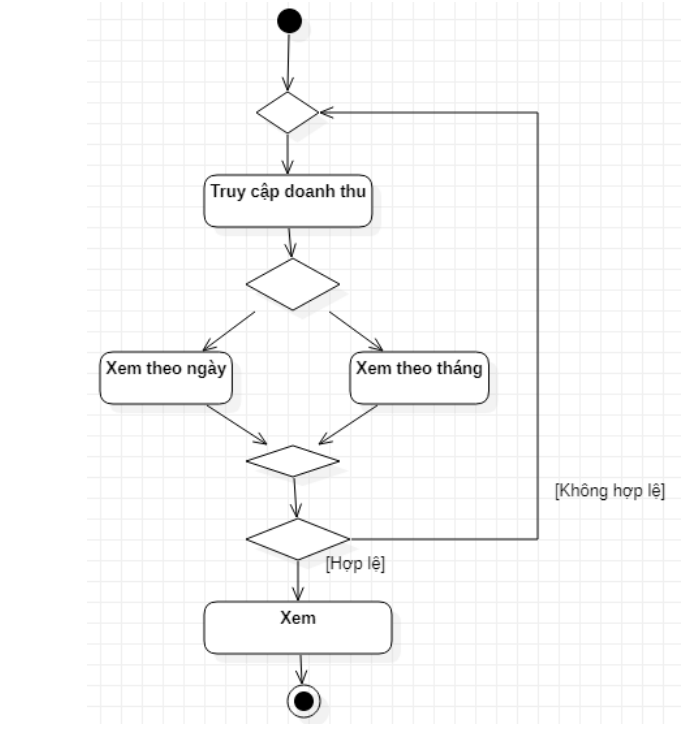 Truy cập doanh thu
Xem theo ngày
Xem theo tháng
[Không hợp lệ]
[Hợp lệ]
Xem